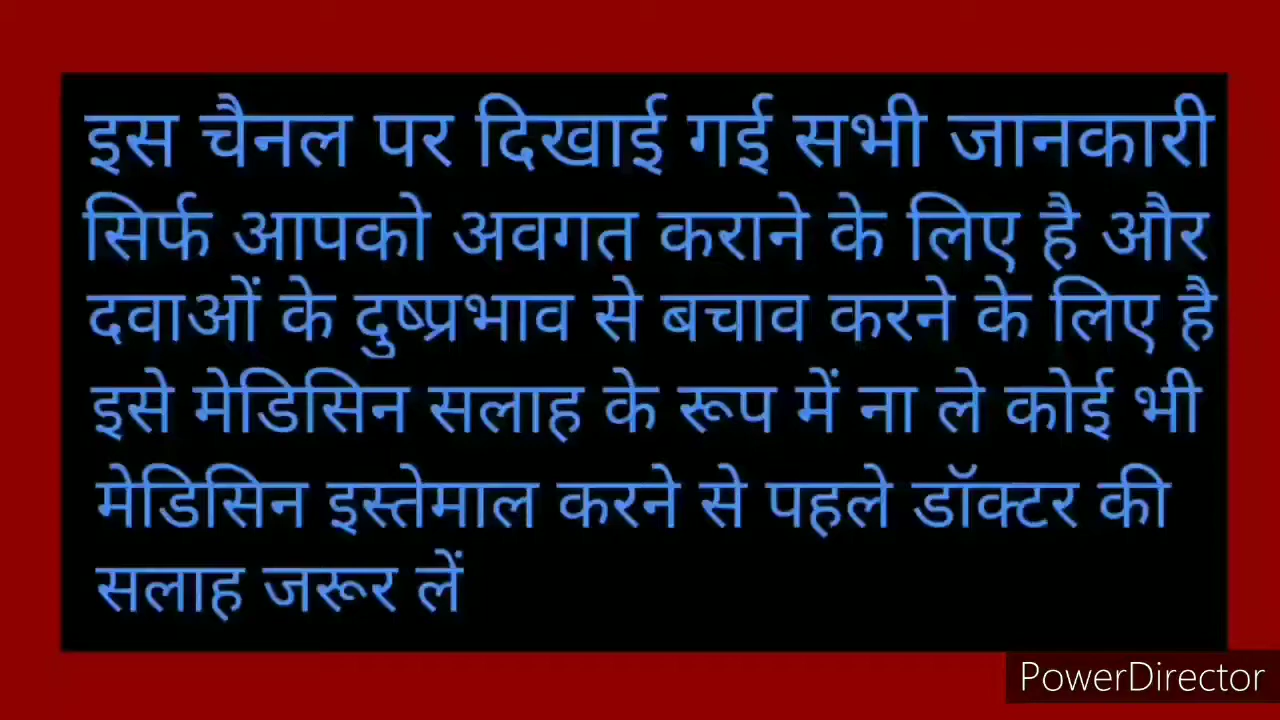 इस चैनल पर दिखाई गई सभी जानकारी
सिर्फ आपको अवगत कराने के लिए है और
दवाओं के दुष्प्रभाव से बचाव करने के लिए है
इसे मेडिसिन सलाह के रूप में ना ले कोई भी
मेडिसिन इस्तेमाल करने से पहले डॉक्टर की
सलाह जरूर लें
PowerDirector